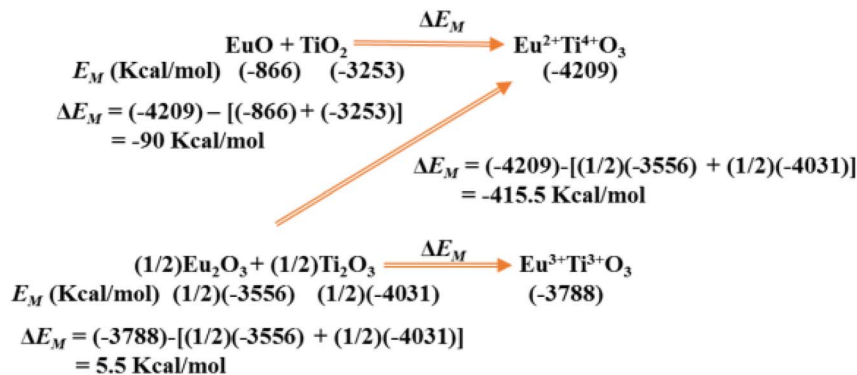 ΔE_M
EuO + TiO₂ Eu²⁺Ti⁴⁺O₃
E_M (Kcal/mol) (-866) (-3253) (-4209)
ΔE_M = (-4209) – [(-866) + (-3253)]
= -90 Kcal/mol
ΔE_M = (-4209)-[(1/2)(-3556) + (1/2)(-4031)]
= -415.5 Kcal/mol
ΔE_M
(1/2)Eu₂O₃ + (1/2)Ti₂O₃ Eu³⁺Ti³⁺O₃
E_M (Kcal/mol) (1/2)(-3556) (1/2)(-4031) (-3788)
ΔE_M = (-3788)-[(1/2)(-3556) + (1/2)(-4031)]
= 5.5 Kcal/mol